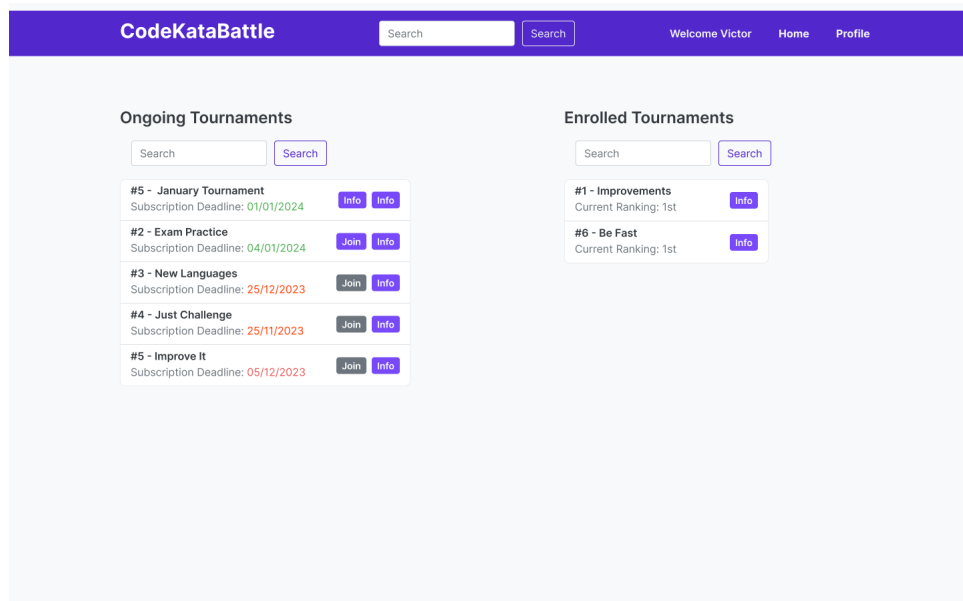 CodeKataBattle
Search
Search
Welcome Victor
Home
Profile
Ongoing Tournaments
Search
Search
#5 - January Tournament
Subscription Deadline: 01/01/2024
Info
Info
#2 - Exam Practice
Subscription Deadline: 04/01/2024
Join
Info
#3 - New Languages
Subscription Deadline: 25/12/2023
Join
Info
#4 - Just Challenge
Subscription Deadline: 25/11/2023
Join
Info
#5 - Improve It
Subscription Deadline: 05/12/2023
Join
Info
Enrolled Tournaments
Search
Search
#1 - Improvements
Current Ranking: 1st
Info
#6 - Be Fast
Current Ranking: 1st
Info